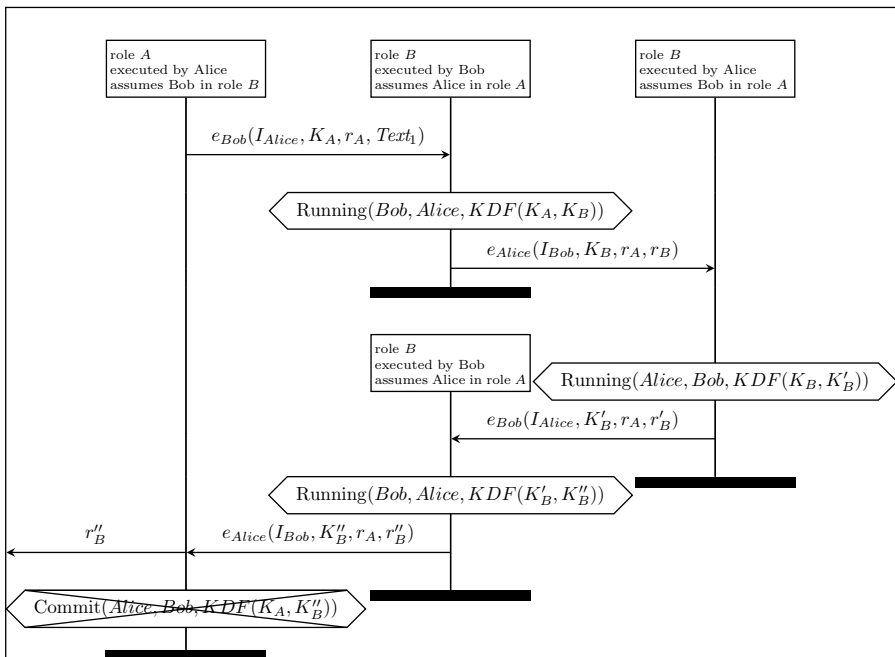 role A
executed by Alice
assumes Bob in role B
role B
executed by Bob
assumes Alice in role A
role B
executed by Alice
assumes Bob in role A
e_{Bob}(I_{Alice}, K_A, r_A, Text_1)
Running(Bob, Alice, KDF(K_A, K_B))
e_{Alice}(I_{Bob}, K_B, r_A, r_B)
role B
executed by Bob
assumes Alice in role A
Running(Alice, Bob, KDF(K_B, K'_B))
e_{Bob}(I_{Alice}, K'_B, r_A, r'_B)
Running(Bob, Alice, KDF(K'_B, K''_B))
r''_B
e_{Alice}(I_{Bob}, K''_B, r_A, r''_B)
Commit(Alice, Bob, KDF(K_A, K''_B))